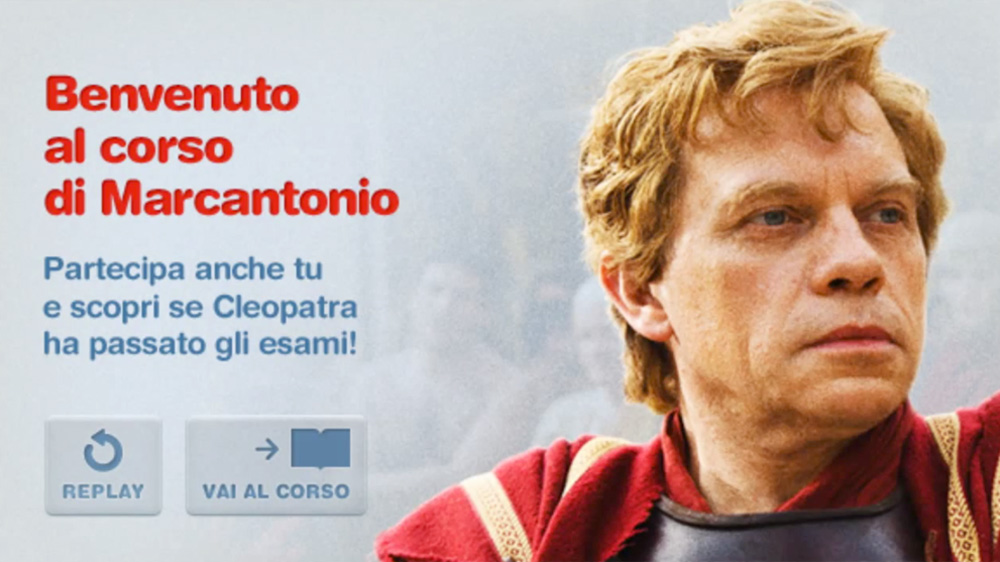 Benvenuto
al corso
di Marcantonio
Partecipa anche tu
e scopri se Cleopatra
ha passato gli esami!
REPLAY
VAI AL CORSO